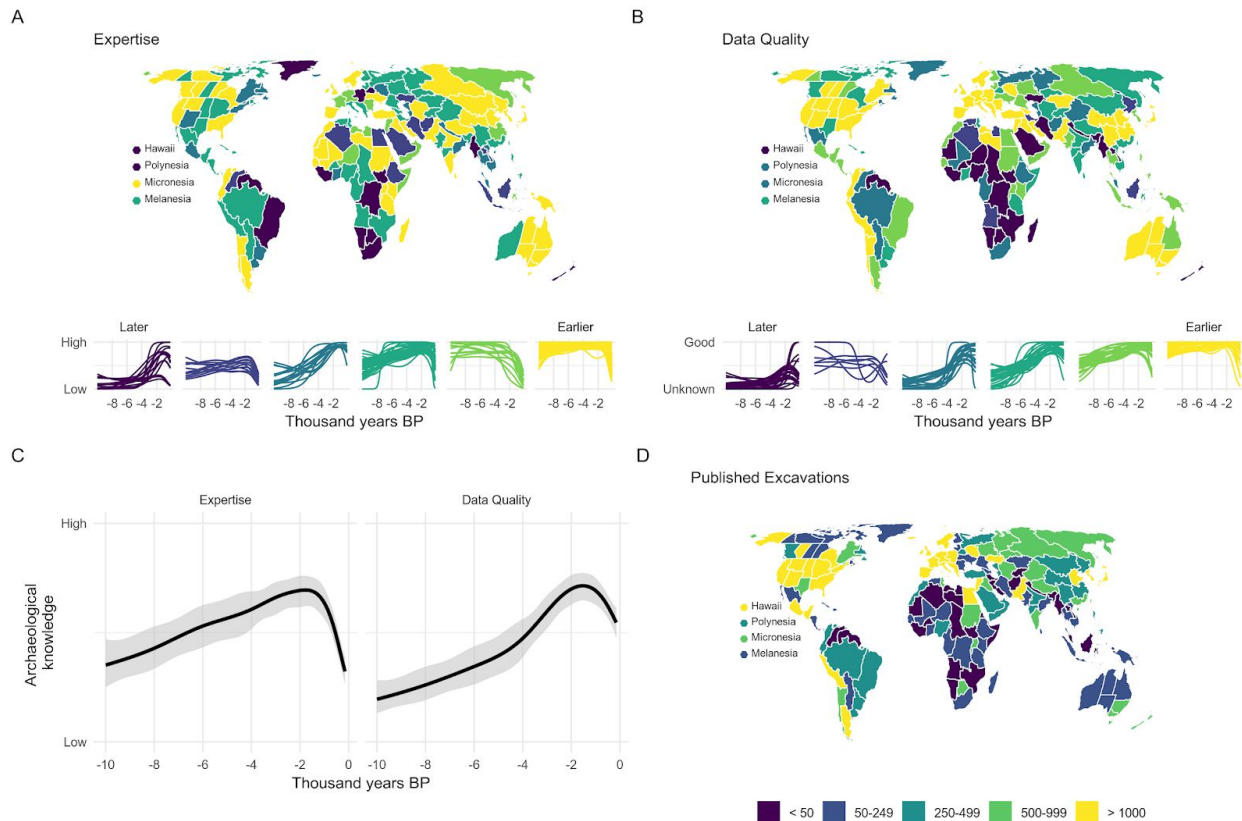 A
Expertise
Hawaii
Polynesia
Micronesia
Melanesia
Later
Earlier
High
Low
-8 -6 -4 -2
-8 -6 -4 -2
-8 -6 -4 -2
-8 -6 -4 -2
-8 -6 -4 -2
-8 -6 -4 -2
Thousand years BP
B
Data Quality
Hawaii
Polynesia
Micronesia
Melanesia
Later
Earlier
Good
Unknown
-8 -6 -4 -2
-8 -6 -4 -2
-8 -6 -4 -2
-8 -6 -4 -2
-8 -6 -4 -2
-8 -6 -4 -2
Thousand years BP
C
Expertise
Data Quality
High
Low
Archaeological
knowledge
-10 -8 -6 -4 -2 0
-10 -8 -6 -4 -2 0
Thousand years BP
D
Published Excavations
Hawaii
Polynesia
Micronesia
Melanesia
< 50 50-249 250-499 500-999 > 1000